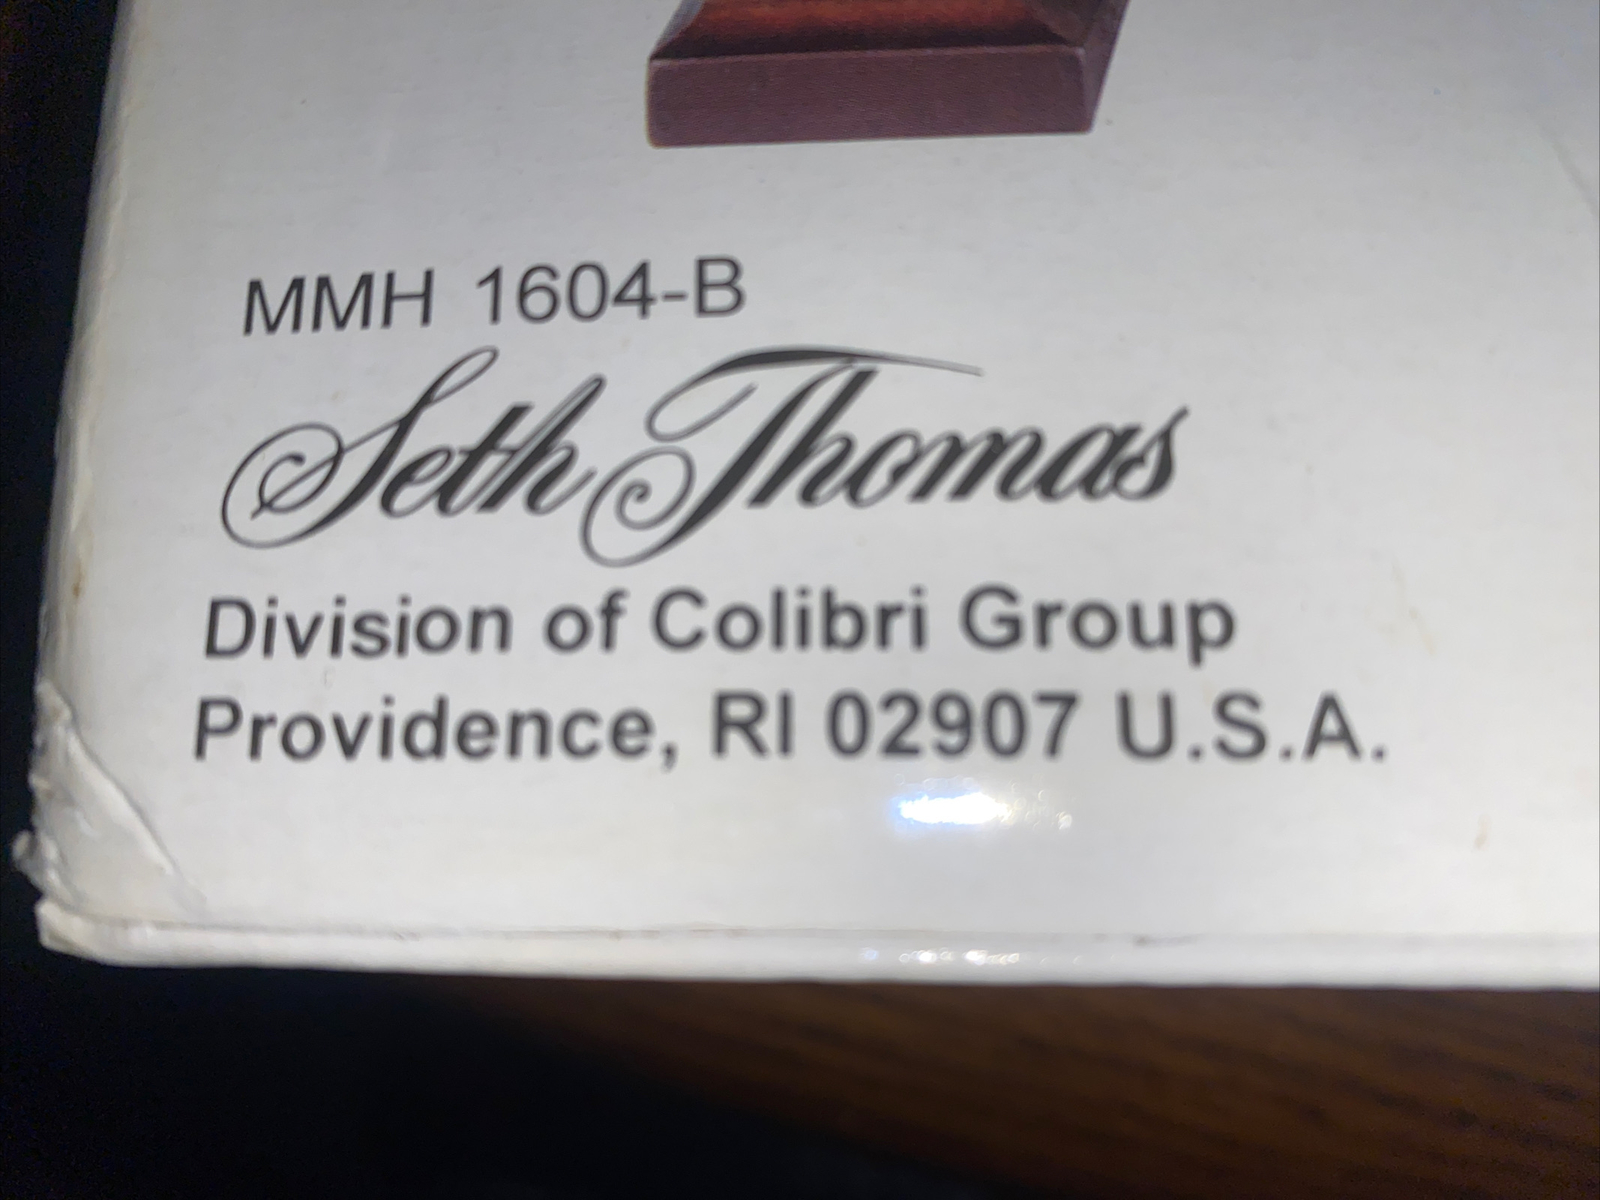 MMH 1604-B
Seth Thomas
Division of Colibri Group
Providence, RI 02907 U.S.A.